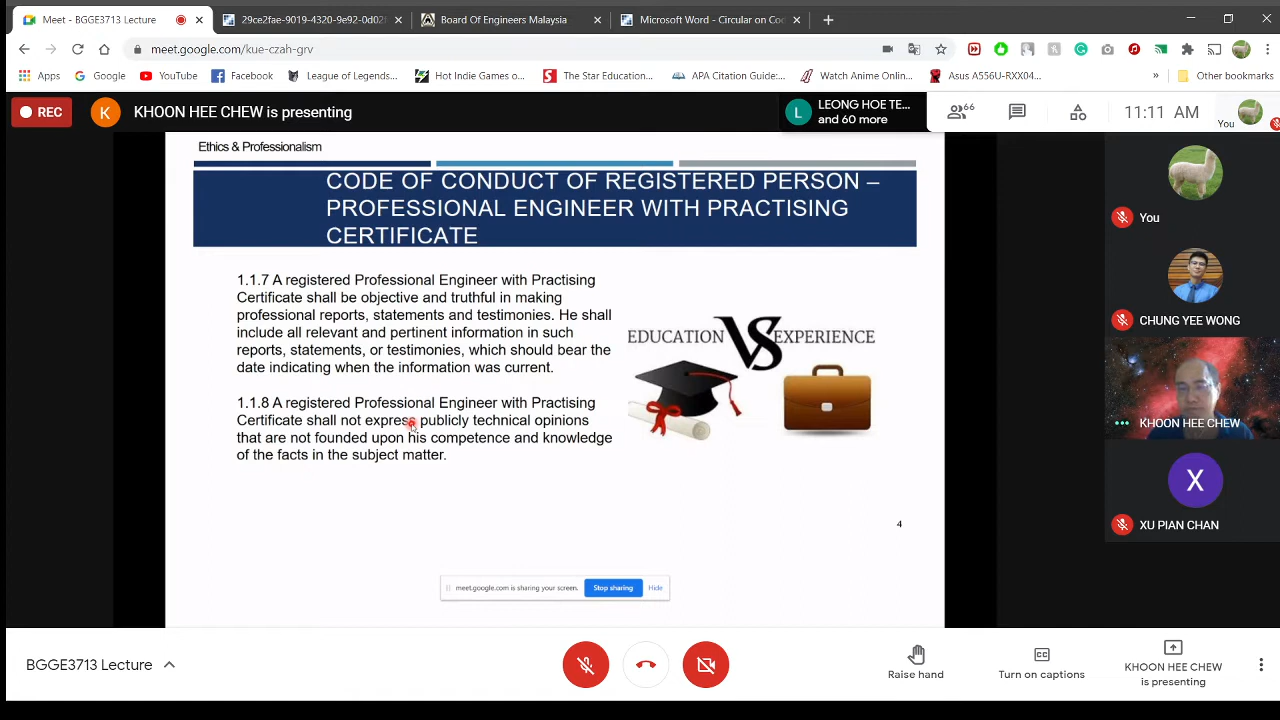 Meet - BGGE3713 Lecture
29ce2fae-9019-4320-9e92-0d02
Board Of Engineers Malaysia
Microsoft Word - Circular on Co
meet.google.com/kue-czah-grv
Apps
Google
YouTube
Facebook
League of Legends...
Hot Indie Games o...
The Star Education...
APA Citation Guide:...
Watch Anime Onlin...
Asus A556U-RXX04...
»
Other bookmarks
REC
K
KHOON HEE CHEW is presenting
L
LEONG HOE TE...
and 60 more
66
11:11 AM
You
Ethics & Professionalism
CODE OF CONDUCT OF REGISTERED PERSON –
PROFESSIONAL ENGINEER WITH PRACTISING
CERTIFICATE
1.1.7 A registered Professional Engineer with Practising
Certificate shall be objective and truthful in making
professional reports, statements and testimonies. He shall
include all relevant and pertinent information in such
reports, statements, or testimonies, which should bear the
date indicating when the information was current.
1.1.8 A registered Professional Engineer with Practising
Certificate shall not express publicly technical opinions
that are not founded upon his competence and knowledge
of the facts in the subject matter.
EDUCATION VS EXPERIENCE
4
meet.google.com is sharing your screen.
Stop sharing
Hide
You
CHUNG YEE WONG
KHOON HEE CHEW
X
XU PIAN CHAN
BGGE3713 Lecture
Raise hand
Turn on captions
KHOON HEE CHEW
is presenting